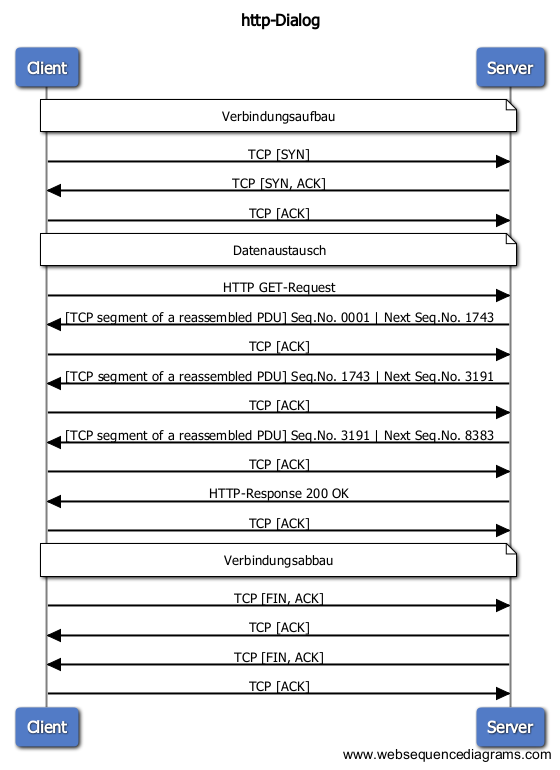 http-Dialog
Client Server
Verbindungsaufbau
TCP [SYN]
TCP [SYN, ACK]
TCP [ACK]
Datenaustausch
HTTP GET-Request
[TCP segment of a reassembled PDU] Seq.No. 0001 | Next Seq.No. 1743
TCP [ACK]
[TCP segment of a reassembled PDU] Seq.No. 1743 | Next Seq.No. 3191
TCP [ACK]
[TCP segment of a reassembled PDU] Seq.No. 3191 | Next Seq.No. 8383
TCP [ACK]
HTTP-Response 200 OK
TCP [ACK]
Verbindungsabbau
TCP [FIN, ACK]
TCP [ACK]
TCP [FIN, ACK]
TCP [ACK]
Client Server
www.websequencediagrams.com